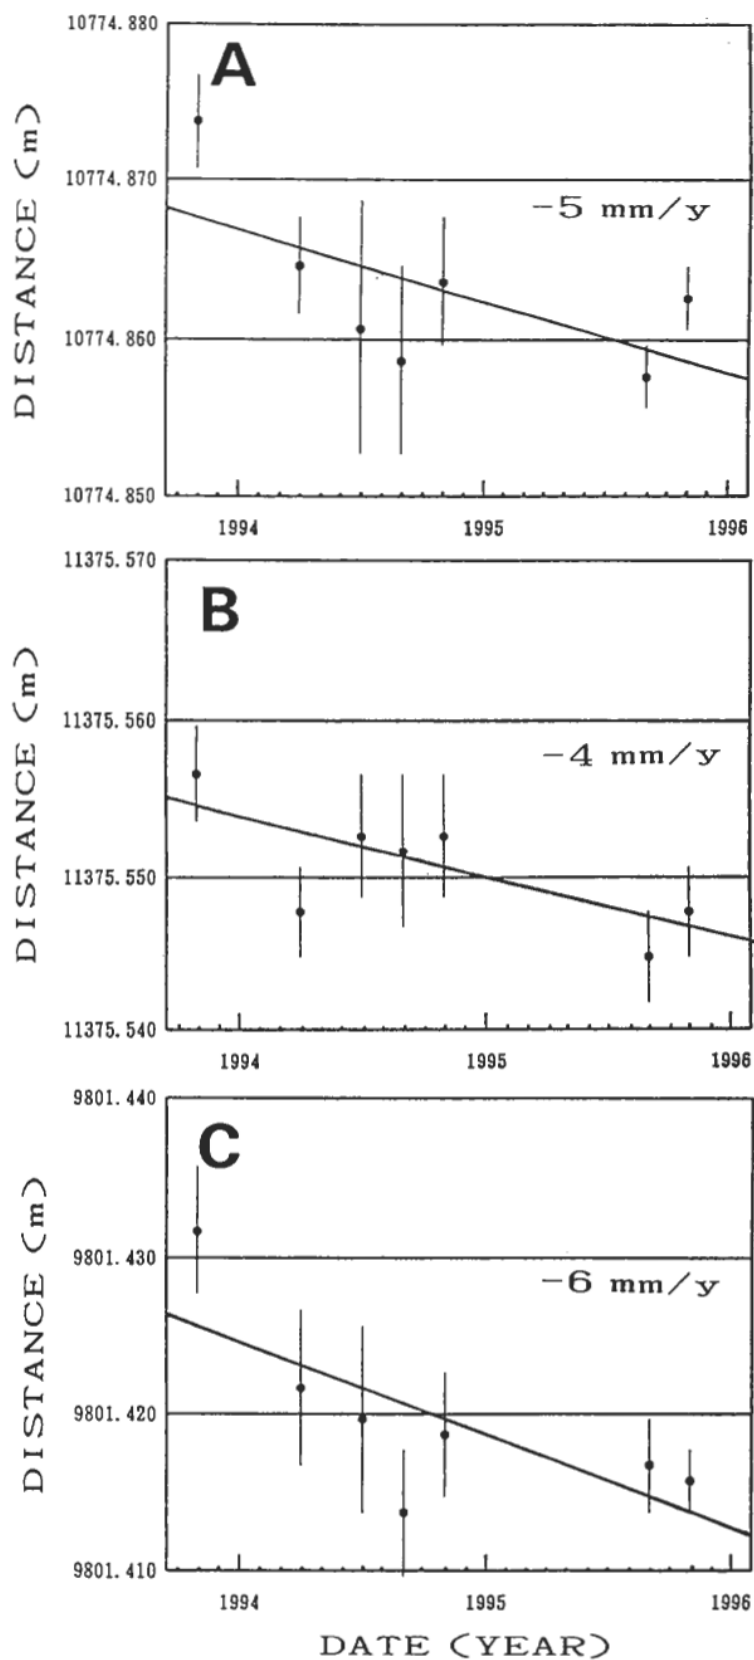 10774.880
A
10774.870
-5 mm/y
10774.860
10774.850
1994 1995 1996
DISTANCE (m)
11375.570
B
11375.560
-4 mm/y
11375.550
11375.540
1994 1995 1996
DISTANCE (m)
9801.440
C
9801.430
-6 mm/y
9801.420
9801.410
1994 1995 1996
DISTANCE (m)
DATE (YEAR)